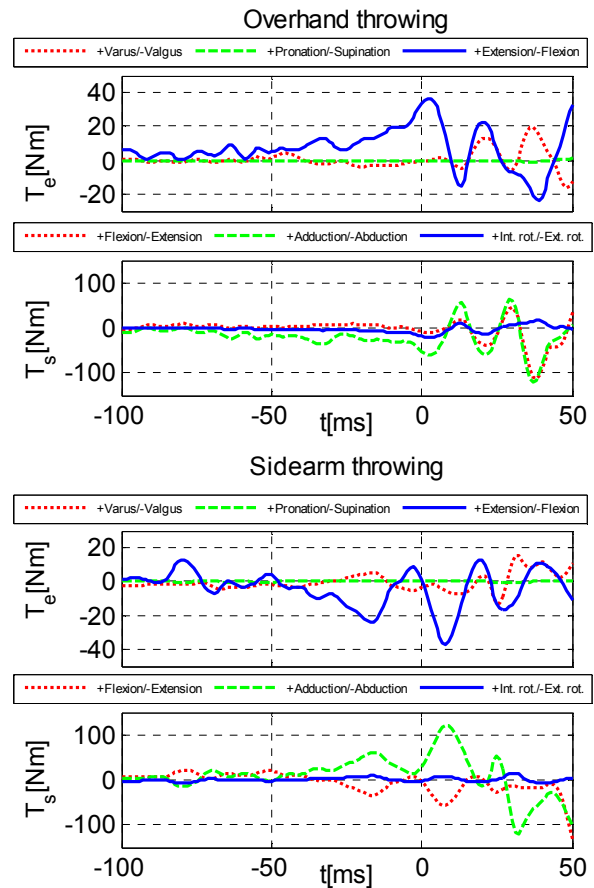 Overhand throwing
+Varus/-Valgus +Pronation/-Supination +Extension/-Flexion
40
20
0
-20
T_e[Nm]
+Flexion/-Extension +Adduction/-Abduction +Int. rot./-Ext. rot.
100
0
-100
T_s[Nm]
-100 -50 0 50
t[ms]
Sidearm throwing
+Varus/-Valgus +Pronation/-Supination +Extension/-Flexion
20
0
-20
-40
T_e[Nm]
+Flexion/-Extension +Adduction/-Abduction +Int. rot./-Ext. rot.
100
0
-100
T_s[Nm]
-100 -50 0 50
t[ms]